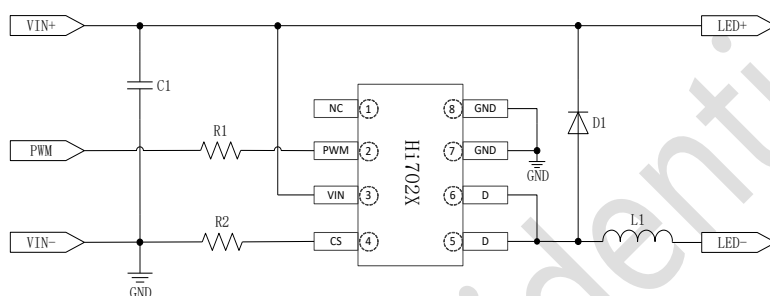 VIN+
LED+
C1
NC 1
8 GND
D1
PWM
R1
PWM 2
7 GND
Hi702X
GND
VIN 3
6 D
R2
L1
VIN-
CS 4
5 D
LED-
GND